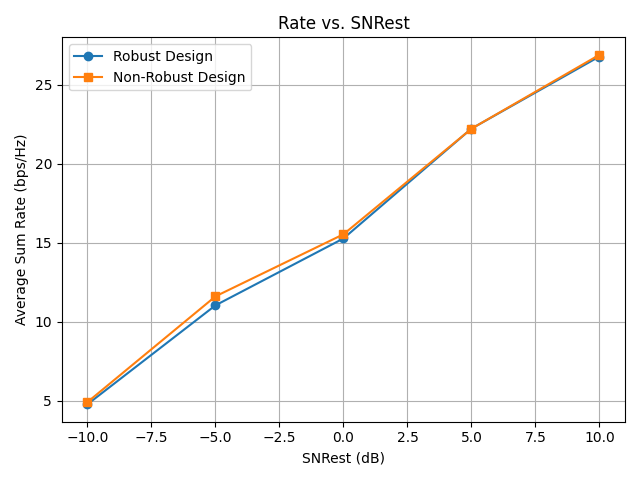 Rate vs. SNRest
Robust Design
Non-Robust Design
Average Sum Rate (bps/Hz)
25
20
15
10
5
−10.0 −7.5 −5.0 −2.5 0.0 2.5 5.0 7.5 10.0
SNRest (dB)